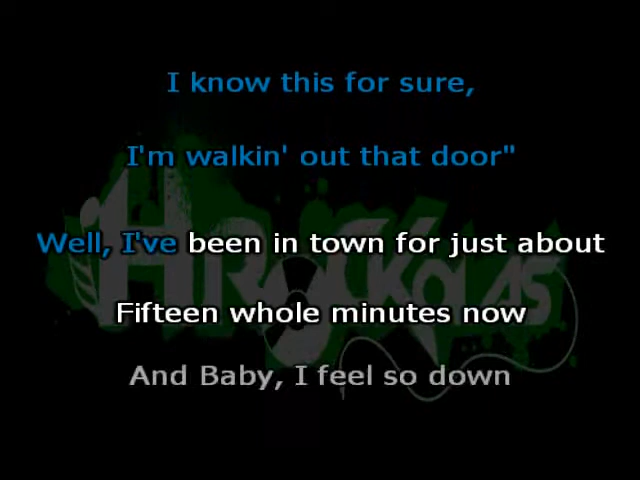 I know this for sure,
I'm walkin' out that door"
Well, I've been in town for just about
Fifteen whole minutes now
And Baby, I feel so down